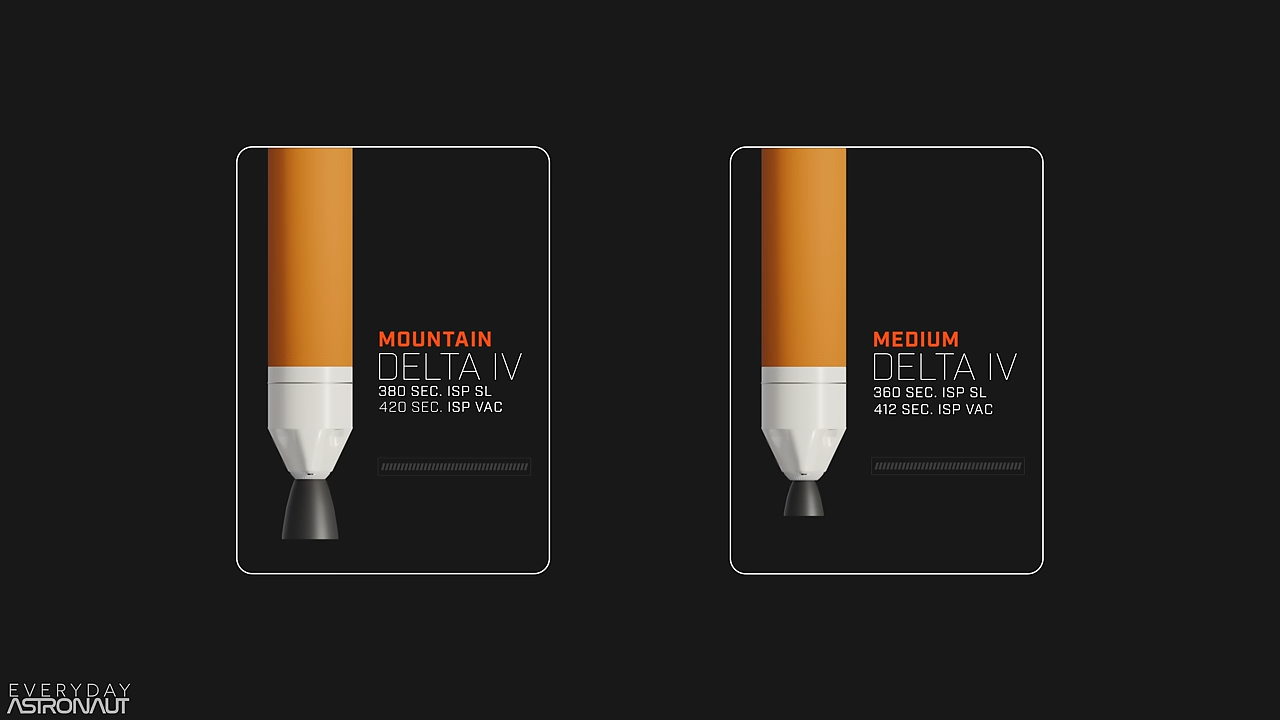 MOUNTAIN
DELTA IV
380 SEC. ISP SL
420 SEC. ISP VAC
MEDIUM
DELTA IV
360 SEC. ISP SL
412 SEC. ISP VAC
EVERYDAY
ASTRONAUT